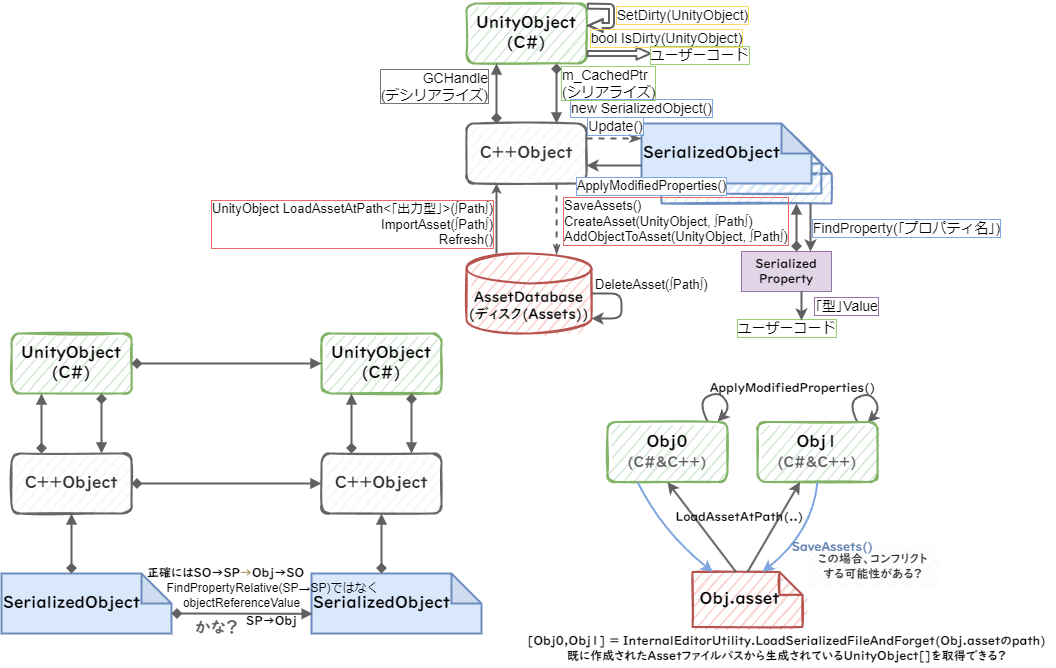 UnityObject
(C#)
SetDirty(UnityObject)
bool IsDirty(UnityObject)
ユーザーコード
GCHandle
(デシリアライズ)
m_CachedPtr
(シリアライズ)
new SerializedObject()
Update()
C++Object
SerializedObject
ApplyModifiedProperties()
UnityObject LoadAssetAtPath<「出力型」>(∫Path∫)
ImportAsset(∫Path∫)
Refresh()
SaveAssets()
CreateAsset(UnityObject, ∫Path∫)
AddObjectToAsset(UnityObject, ∫Path∫)
FindProperty(「プロパティ名」)
Serialized
Property
AssetDatabase
(ディスク(Assets))
DeleteAsset(∫Path∫)
「型」Value
ユーザーコード
UnityObject
(C#)
UnityObject
(C#)
C++Object
C++Object
SerializedObject
正確にはSO→SP→Obj→SO
FindPropertyRelative(SP→SP)ではなく
objectReferenceValue
SP→Obj
かな?
SerializedObject
ApplyModifiedProperties()
Obj0
(C#&C++)
Obj1
(C#&C++)
LoadAssetAtPath(..)
SaveAssets()
この場合、コンフリクト
する可能性がある?
Obj.asset
[Obj0,Obj1] = InternalEditorUtility.LoadSerializedFileAndForget(Obj.assetのpath)
既に作成されたAssetファイルパスから生成されているUnityObject[]を取得できる?